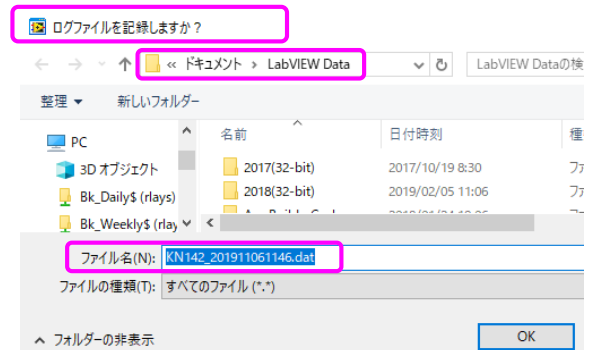 ログファイルを記録しますか？
« ドキュメント › LabVIEW Data
LabVIEW Dataの検
整理 新しいフォルダー
PC
3D オブジェクト
Bk_Daily$ (rlays)
Bk_Weekly$ (rlay
名前 日付時刻 種
2017(32-bit) 2017/10/19 8:30 ファ
2018(32-bit) 2019/02/05 11:06 ファ
ファイル名(N): KN142_201911061146.dat
ファイルの種類(T): すべてのファイル (*.*)
フォルダーの非表示
OK